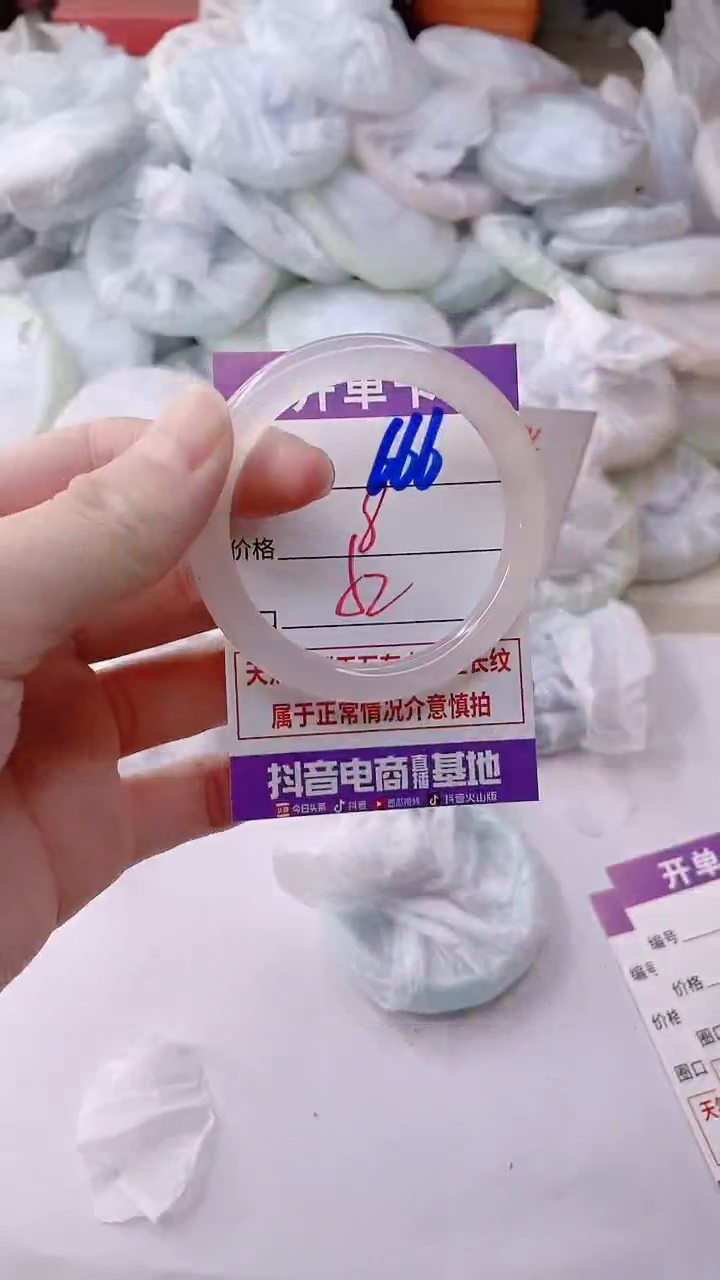 开单卡
666
价格 8
口 62
属于正常情况介意慎拍
抖音电商直播基地
今日头条 抖音 西瓜视频 抖音火山版
开单
编号
编号
价格
价格
圈口
圈口
天